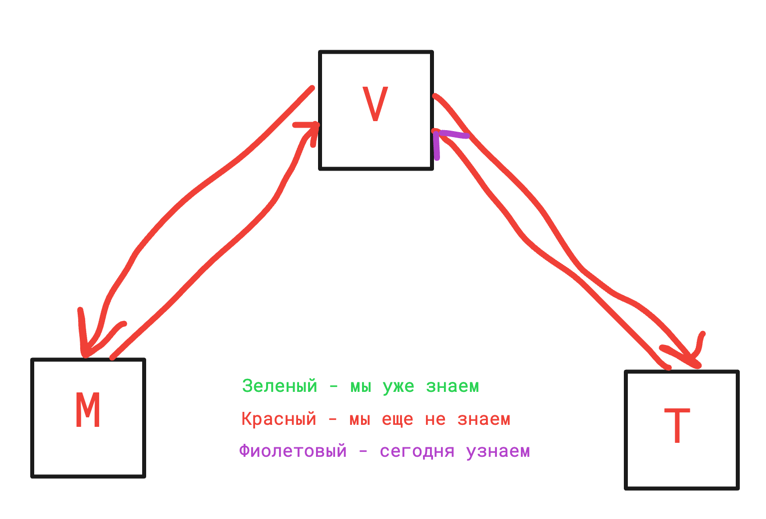 V
M
T
Зеленый - мы уже знаем
Красный - мы еще не знаем
Фиолетовый - сегодня узнаем